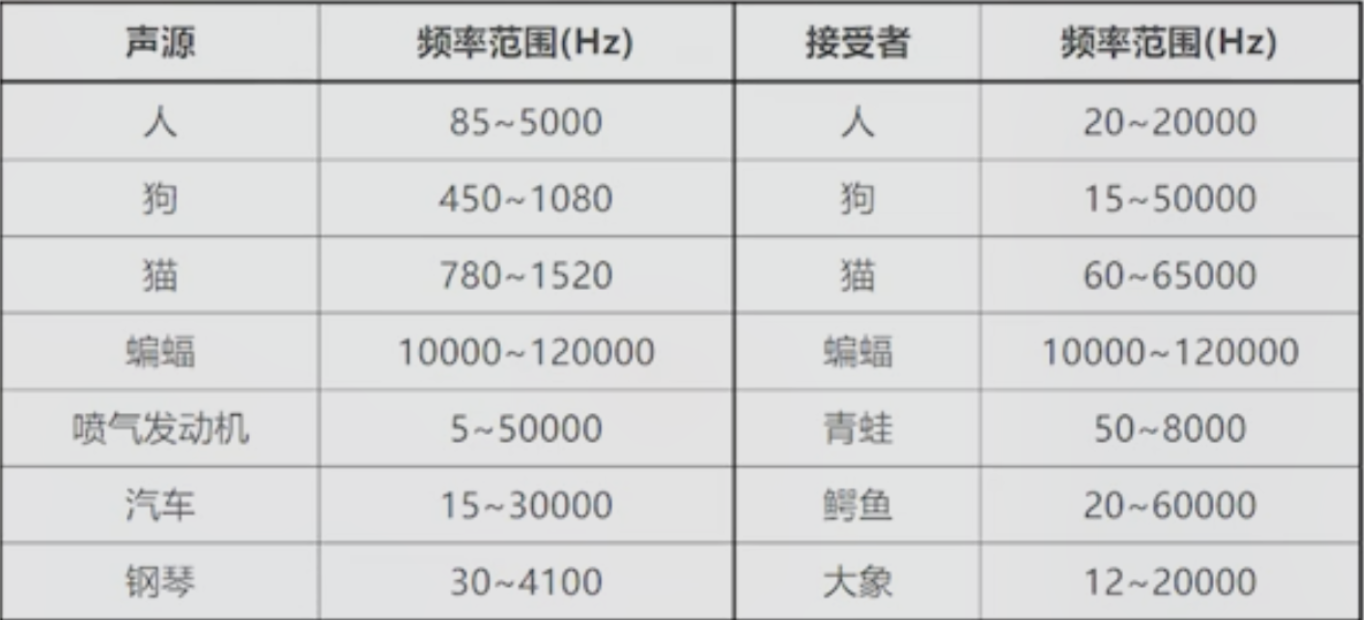 声源 频率范围(Hz) 接受者 频率范围(Hz)
人 85~5000 人 20~20000
狗 450~1080 狗 15~50000
猫 780~1520 猫 60~65000
蝙蝠 10000~120000 蝙蝠 10000~120000
喷气发动机 5~50000 青蛙 50~8000
汽车 15~30000 鳄鱼 20~60000
钢琴 30~4100 大象 12~20000